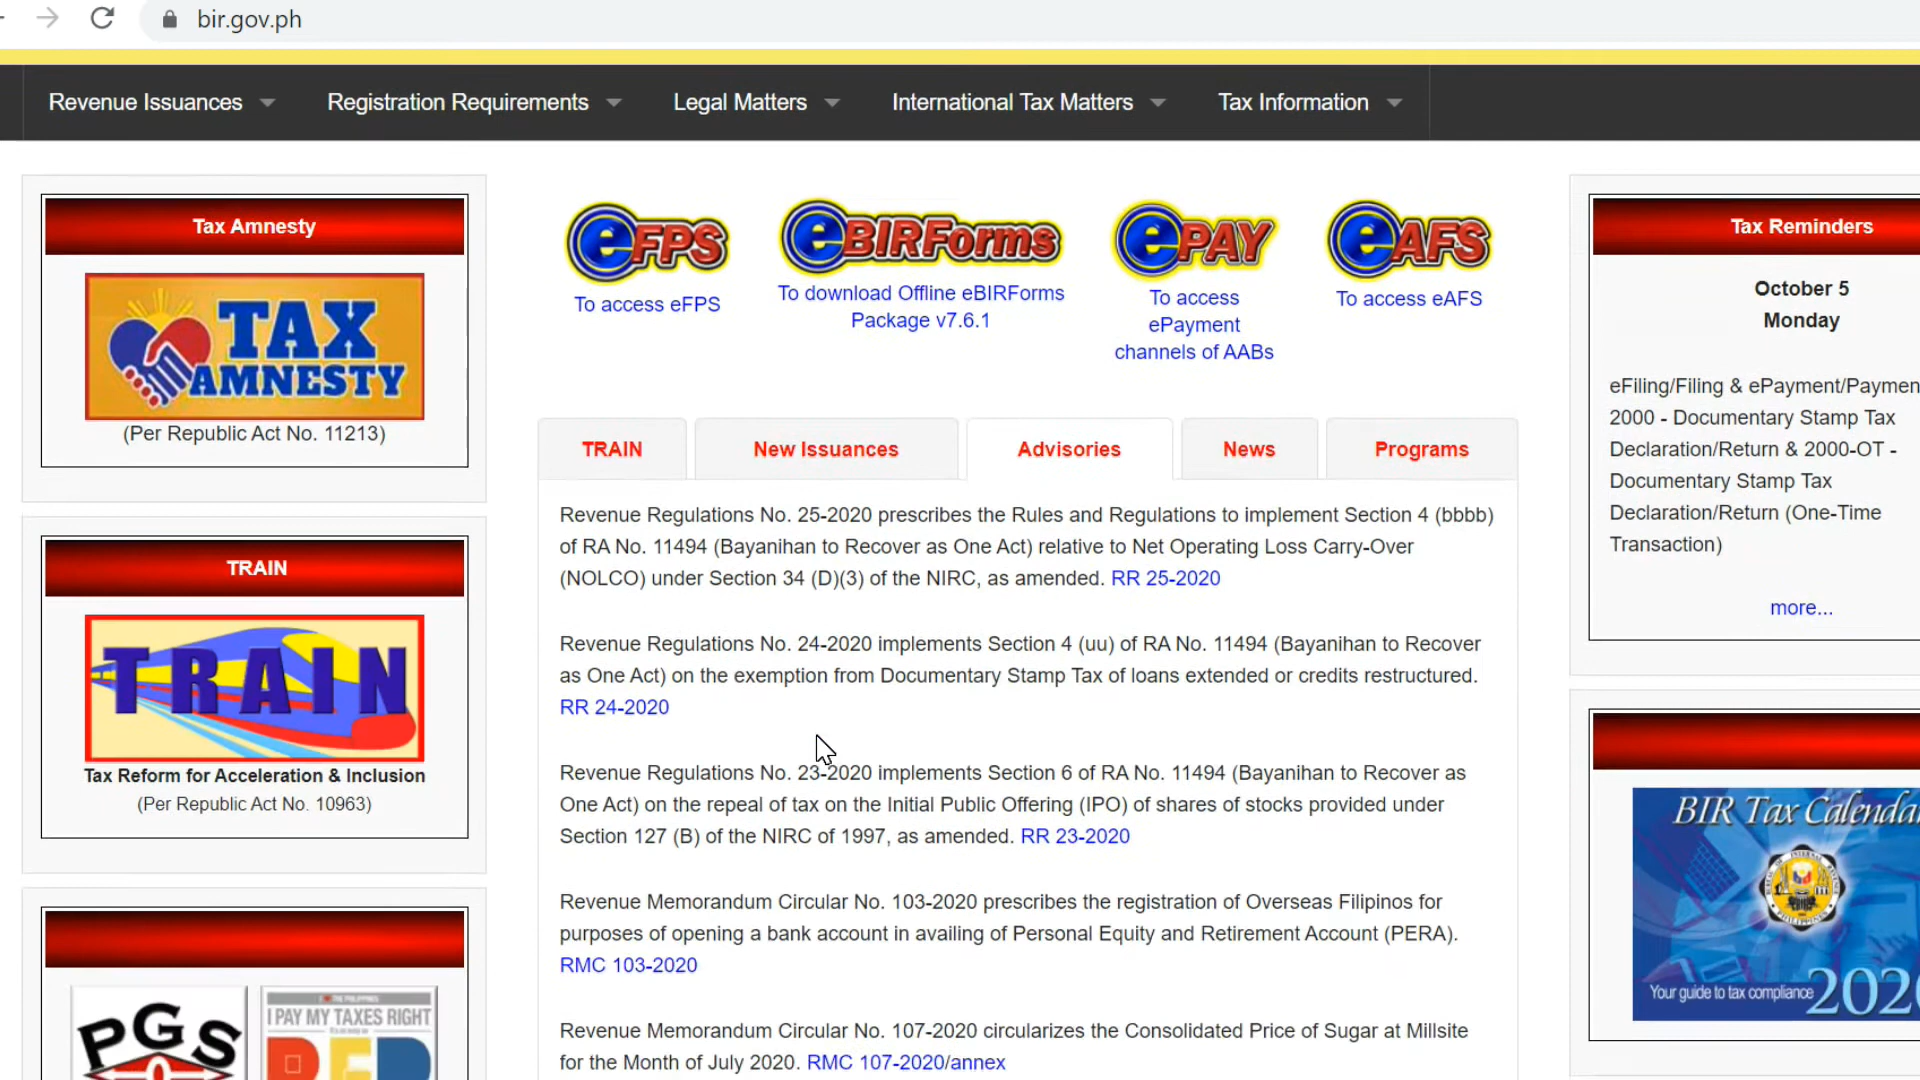 bir.gov.ph
Revenue Issuances
Registration Requirements
Legal Matters
International Tax Matters
Tax Information
Tax Amnesty
TAX
AMNESTY
(Per Republic Act No. 11213)
TRAIN
TRAIN
Tax Reform for Acceleration & Inclusion
(Per Republic Act No. 10963)
PGS
I PAY MY TAXES RIGHT
eFPS
To access eFPS
eBIRForms
To download Offline eBIRForms
Package v7.6.1
ePAY
To access
ePayment
channels of AABs
eAFS
To access eAFS
TRAIN
New Issuances
Advisories
News
Programs
Revenue Regulations No. 25-2020 prescribes the Rules and Regulations to implement Section 4 (bbbb)
of RA No. 11494 (Bayanihan to Recover as One Act) relative to Net Operating Loss Carry-Over
(NOLCO) under Section 34 (D)(3) of the NIRC, as amended. RR 25-2020
Revenue Regulations No. 24-2020 implements Section 4 (uu) of RA No. 11494 (Bayanihan to Recover
as One Act) on the exemption from Documentary Stamp Tax of loans extended or credits restructured.
RR 24-2020
Revenue Regulations No. 23-2020 implements Section 6 of RA No. 11494 (Bayanihan to Recover as
One Act) on the repeal of tax on the Initial Public Offering (IPO) of shares of stocks provided under
Section 127 (B) of the NIRC of 1997, as amended. RR 23-2020
Revenue Memorandum Circular No. 103-2020 prescribes the registration of Overseas Filipinos for
purposes of opening a bank account in availing of Personal Equity and Retirement Account (PERA).
RMC 103-2020
Revenue Memorandum Circular No. 107-2020 circularizes the Consolidated Price of Sugar at Millsite
for the Month of July 2020. RMC 107-2020/annex
Tax Reminders
October 5
Monday
eFiling/Filing & ePayment/Paymen
2000 - Documentary Stamp Tax
Declaration/Return & 2000-OT -
Documentary Stamp Tax
Declaration/Return (One-Time
Transaction)
more...
BIR Tax Calendar
Your guide to tax compliance 2020